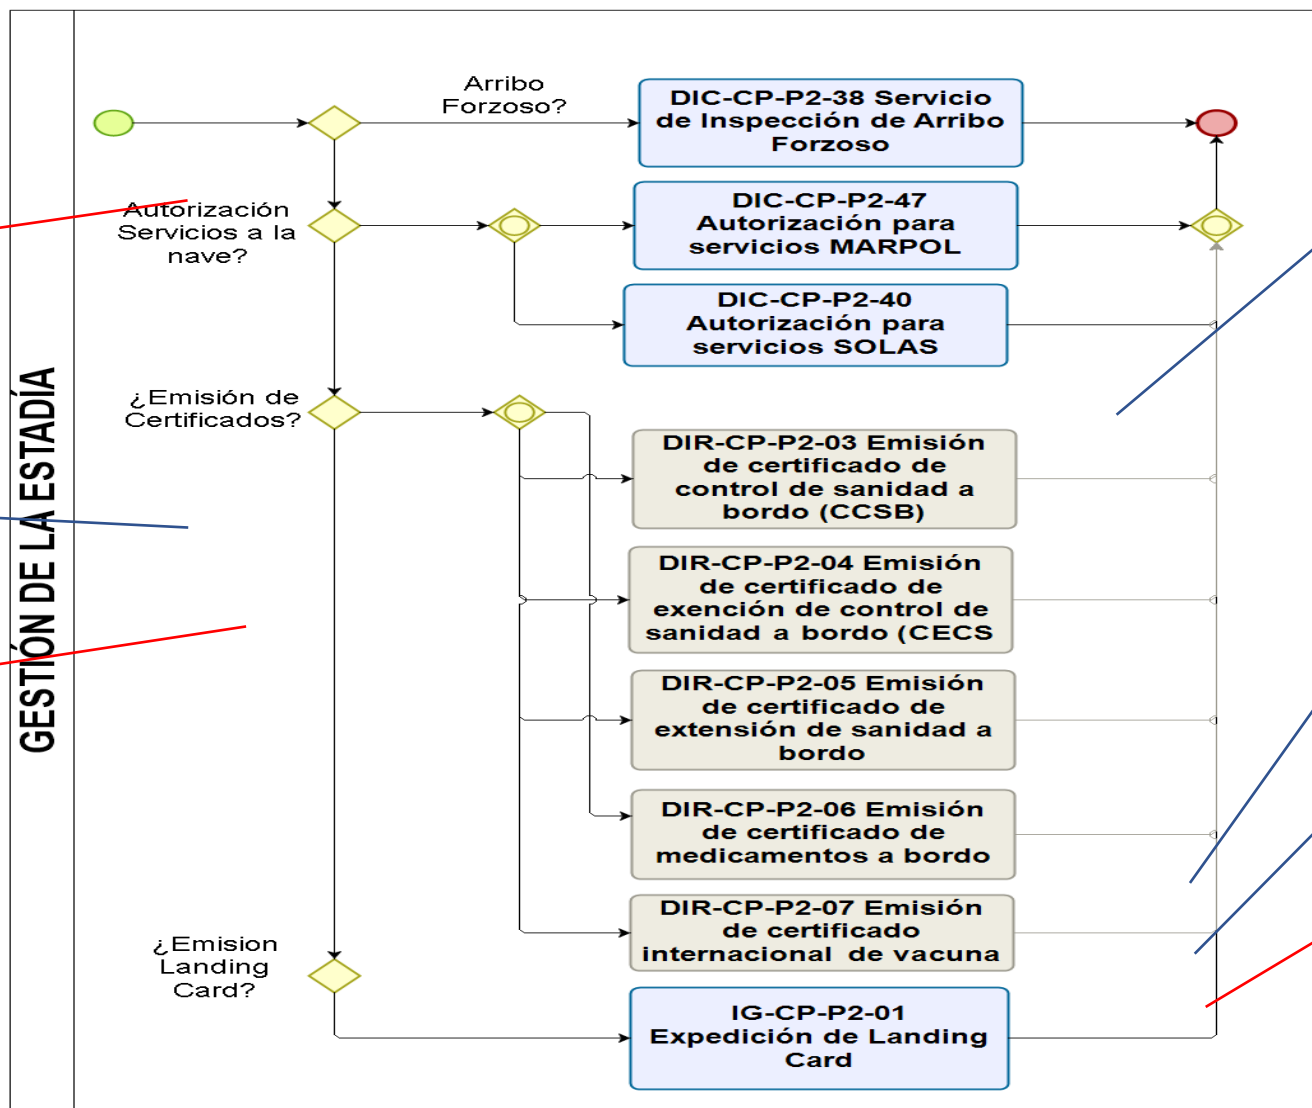 GESTIÓN DE LA ESTADÍA
Arribo
Forzoso?
DIC-CP-P2-38 Servicio
de Inspección de Arribo
Forzoso
Autorización
Servicios a la
nave?
DIC-CP-P2-47
Autorización para
servicios MARPOL
DIC-CP-P2-40
Autorización para
servicios SOLAS
¿Emisión de
Certificados?
DIR-CP-P2-03 Emisión
de certificado de
control de sanidad a
bordo (CCSB)
DIR-CP-P2-04 Emisión
de certificado de
exención de control de
sanidad a bordo (CECS
DIR-CP-P2-05 Emisión
de certificado de
extensión de sanidad a
bordo
DIR-CP-P2-06 Emisión
de certificado de
medicamentos a bordo
DIR-CP-P2-07 Emisión
de certificado
internacional de vacuna
¿Emision
Landing
Card?
IG-CP-P2-01
Expedición de Landing
Card